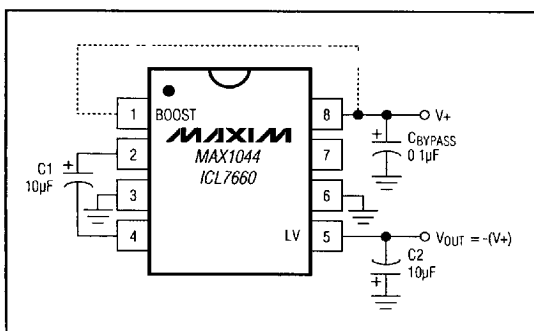 1 BOOST
2
3
4
C1
10µF
+
MAXIM
MAX1044
ICL7660
LV
8
7
6
5
V+
+
CBYPASS
0 1µF
VOUT = -(V+)
C2
10µF
+